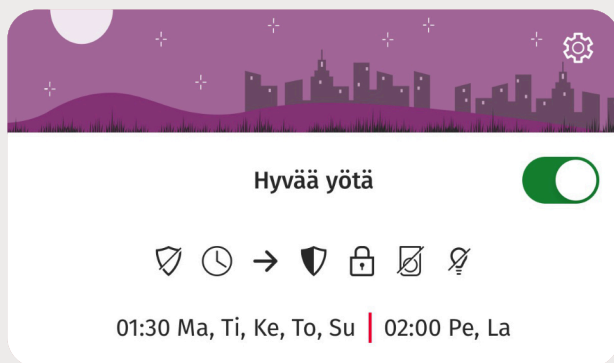 Hyvää yötä
01:30 Ma, Ti, Ke, To, Su | 02:00 Pe, La